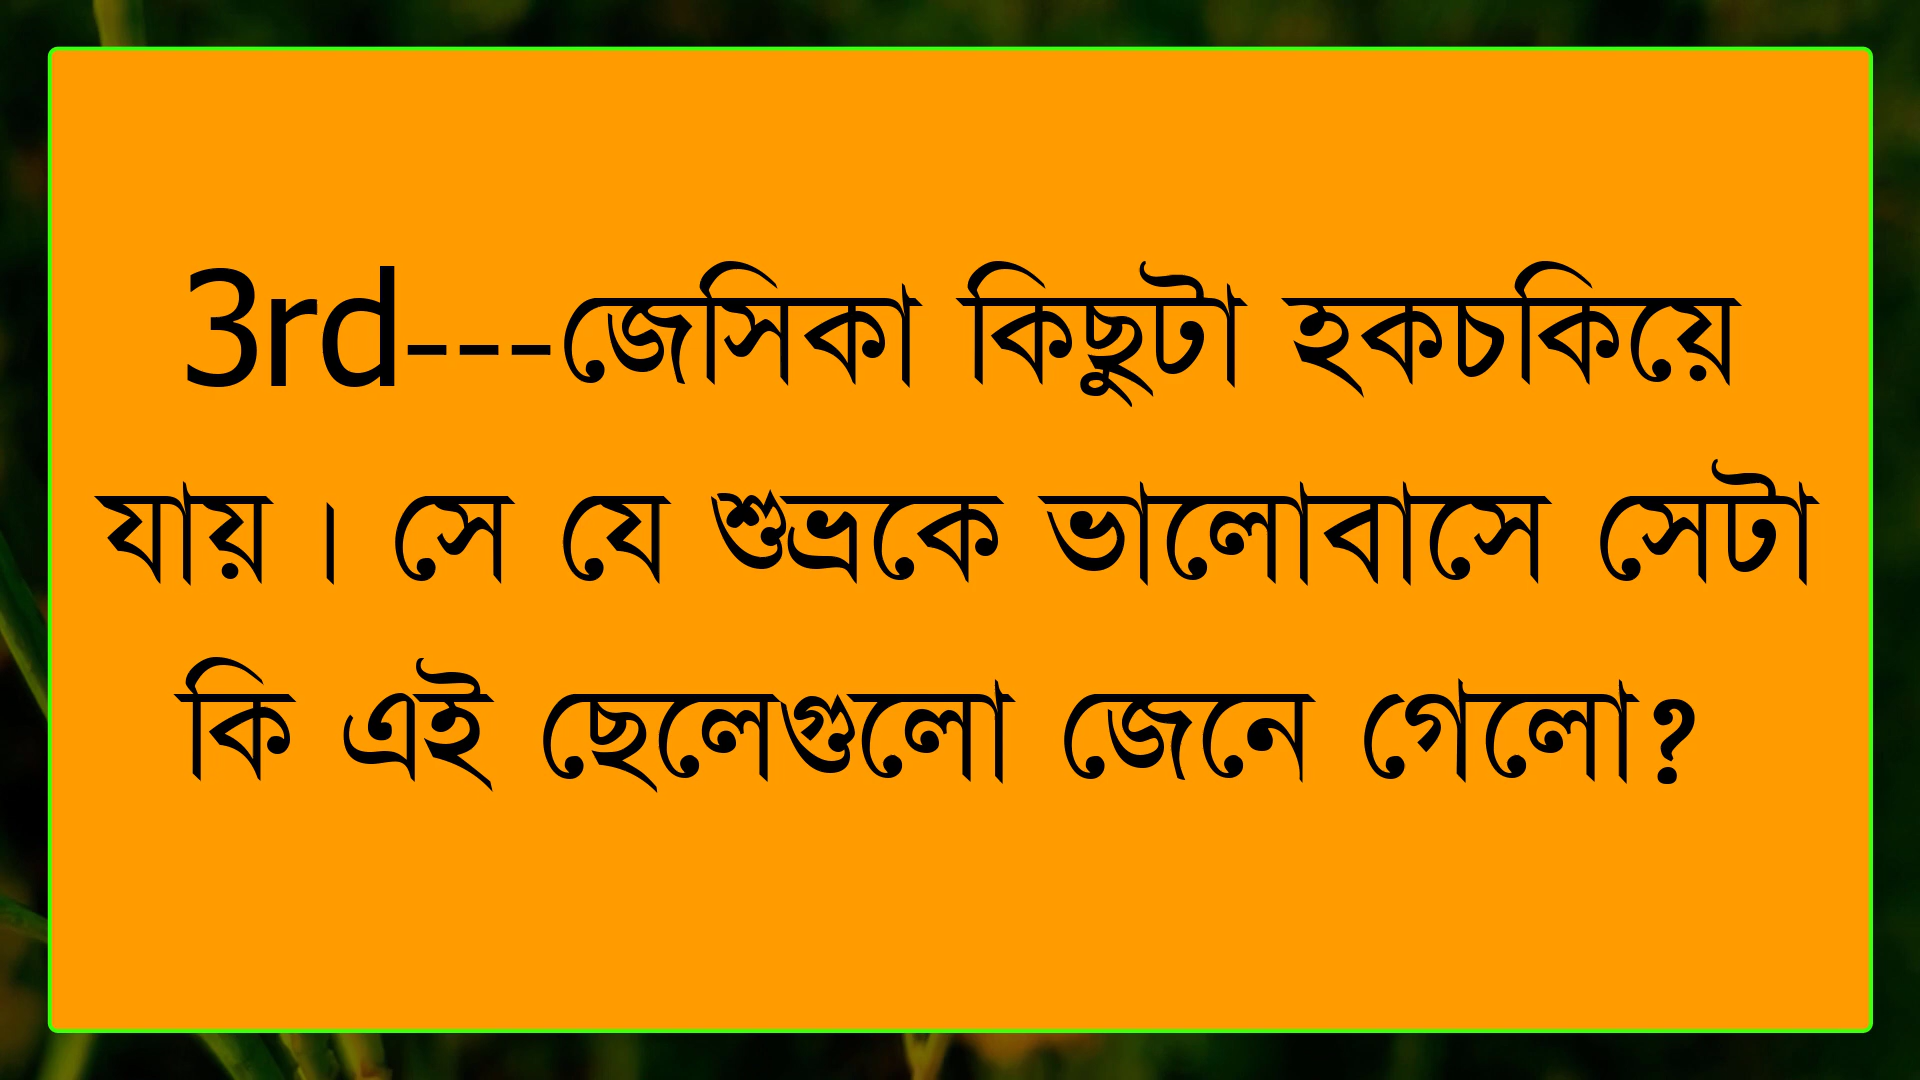 3rd---জেসিকা কিছুটা হকচকিয়ে
যায়। সে যে শুভ্রকে ভালোবাসে সেটা
কি এই ছেলেগুলো জেনে গেলো?